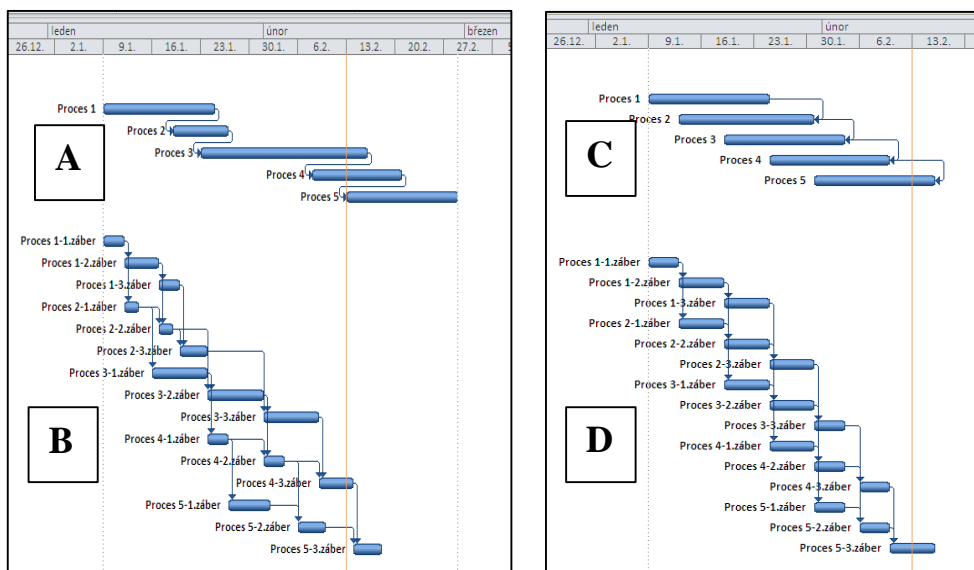 leden únor březen
26.12. 2.1. 9.1. 16.1. 23.1. 30.1. 6.2. 13.2. 20.2. 27.2.
Proces 1
Proces 2
Proces 3
Proces 4
Proces 5
A
Proces 1-1.záber
Proces 1-2.záber
Proces 1-3.záber
Proces 2-1.záber
Proces 2-2.záber
Proces 2-3.záber
Proces 3-1.záber
Proces 3-2.záber
Proces 3-3.záber
Proces 4-1.záber
Proces 4-2.záber
Proces 4-3.záber
Proces 5-1.záber
Proces 5-2.záber
Proces 5-3.záber
B
leden únor
26.12. 2.1. 9.1. 16.1. 23.1. 30.1. 6.2. 13.2.
Proces 1
Proces 2
Proces 3
Proces 4
Proces 5
C
Proces 1-1.záber
Proces 1-2.záber
Proces 1-3.záber
Proces 2-1.záber
Proces 2-2.záber
Proces 2-3.záber
Proces 3-1.záber
Proces 3-2.záber
Proces 3-3.záber
Proces 4-1.záber
Proces 4-2.záber
Proces 4-3.záber
Proces 5-1.záber
Proces 5-2.záber
Proces 5-3.záber
D